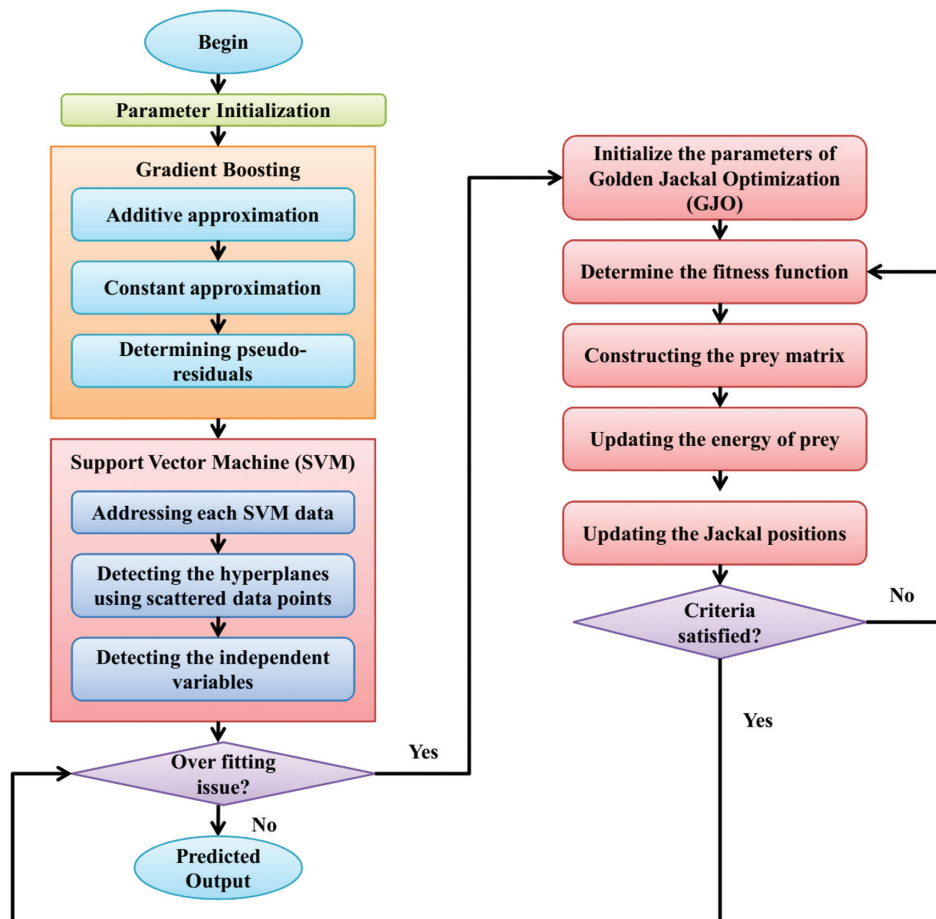 Begin
Parameter Initialization
Gradient Boosting
Additive approximation
Constant approximation
Determining pseudo-
residuals
Support Vector Machine (SVM)
Addressing each SVM data
Detecting the hyperplanes
using scattered data points
Detecting the independent
variables
Over fitting
issue?
Yes
No
Predicted
Output
Initialize the parameters of
Golden Jackal Optimization
(GJO)
Determine the fitness function
Constructing the prey matrix
Updating the energy of prey
Updating the Jackal positions
Criteria
satisfied?
No
Yes